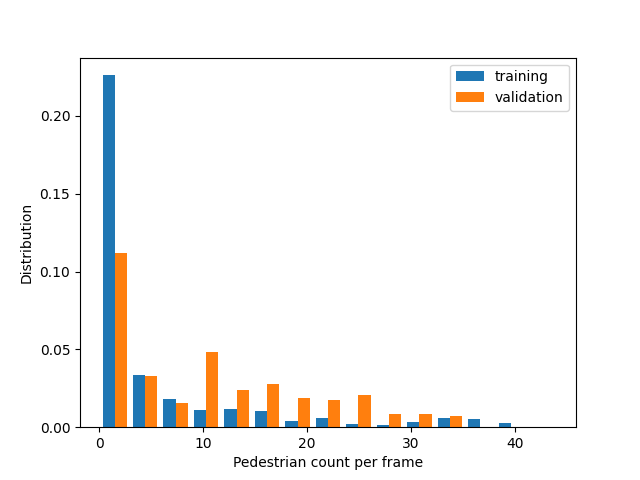 training
validation
0.20
0.15
0.10
0.05
0.00
Distribution
0 10 20 30 40
Pedestrian count per frame